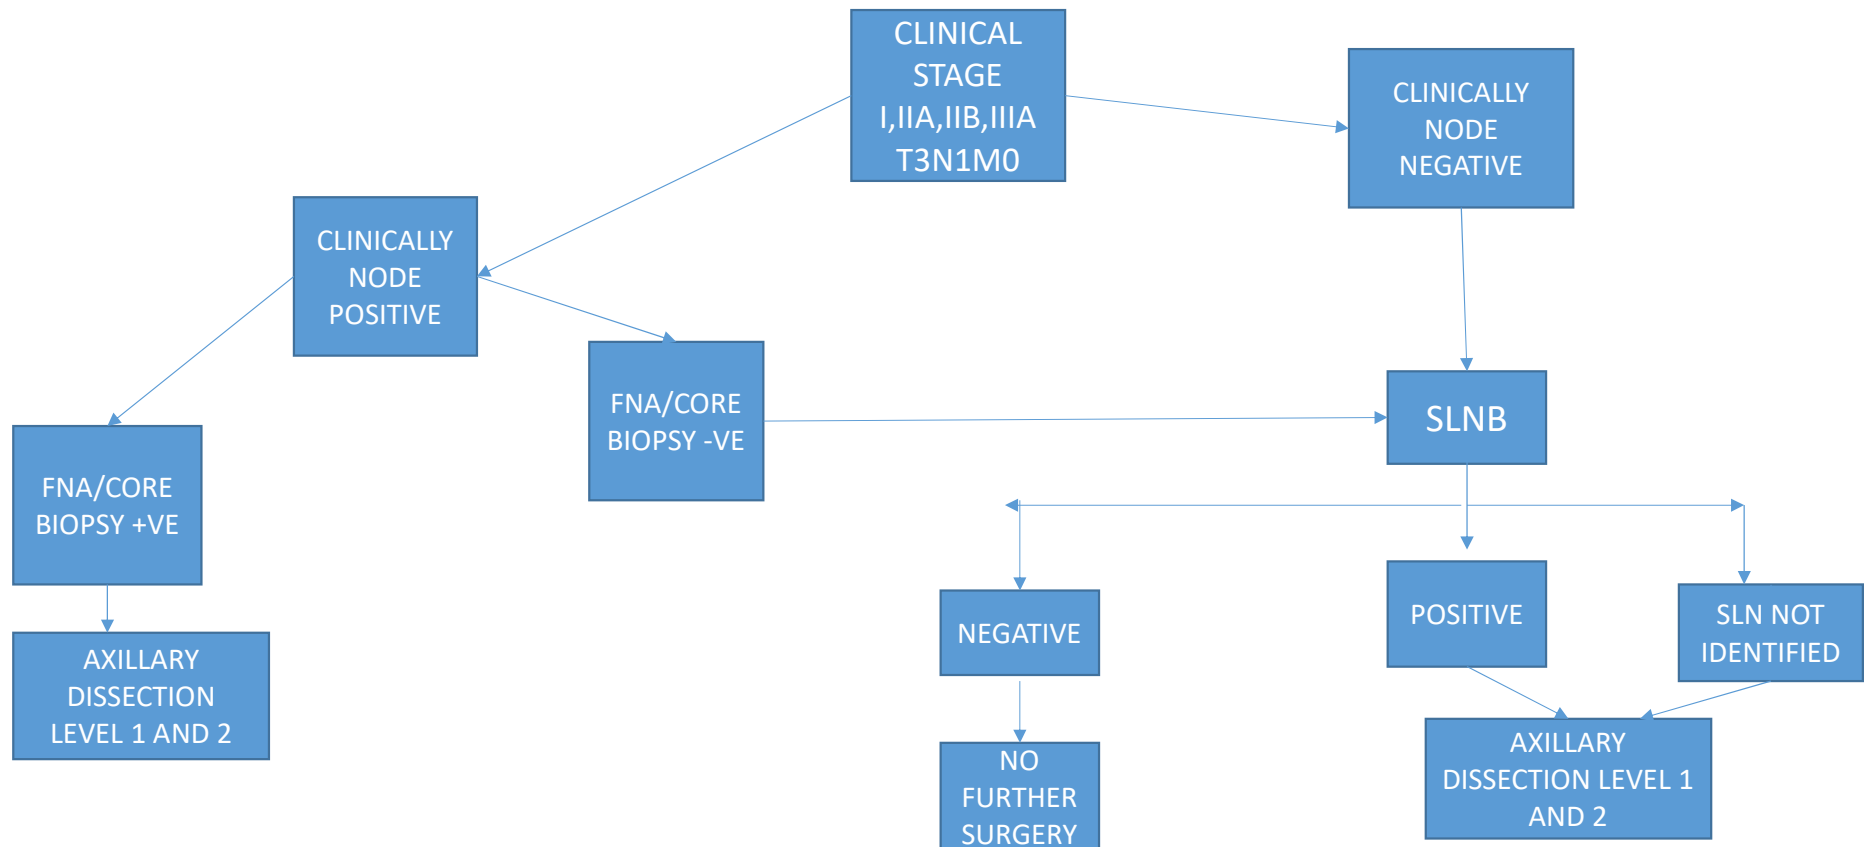 CLINICAL
STAGE
I,IIA,IIB,IIIA
T3N1M0
CLINICALLY
NODE
NEGATIVE
CLINICALLY
NODE
POSITIVE
FNA/CORE
BIOPSY -VE
SLNB
FNA/CORE
BIOPSY +VE
NEGATIVE
POSITIVE
SLN NOT
IDENTIFIED
AXILLARY
DISSECTION
LEVEL 1 AND 2
NO
FURTHER
SURGERY
AXILLARY
DISSECTION LEVEL 1
AND 2